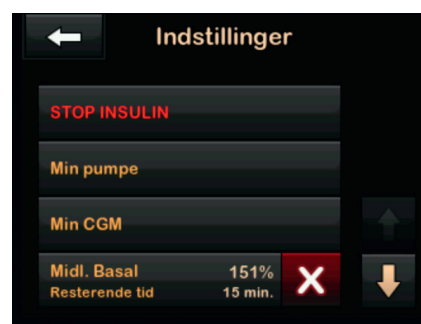 Indstillinger
STOP INSULIN
Min pumpe
Min CGM
Midl. Basal 151%
Resterende tid 15 min.